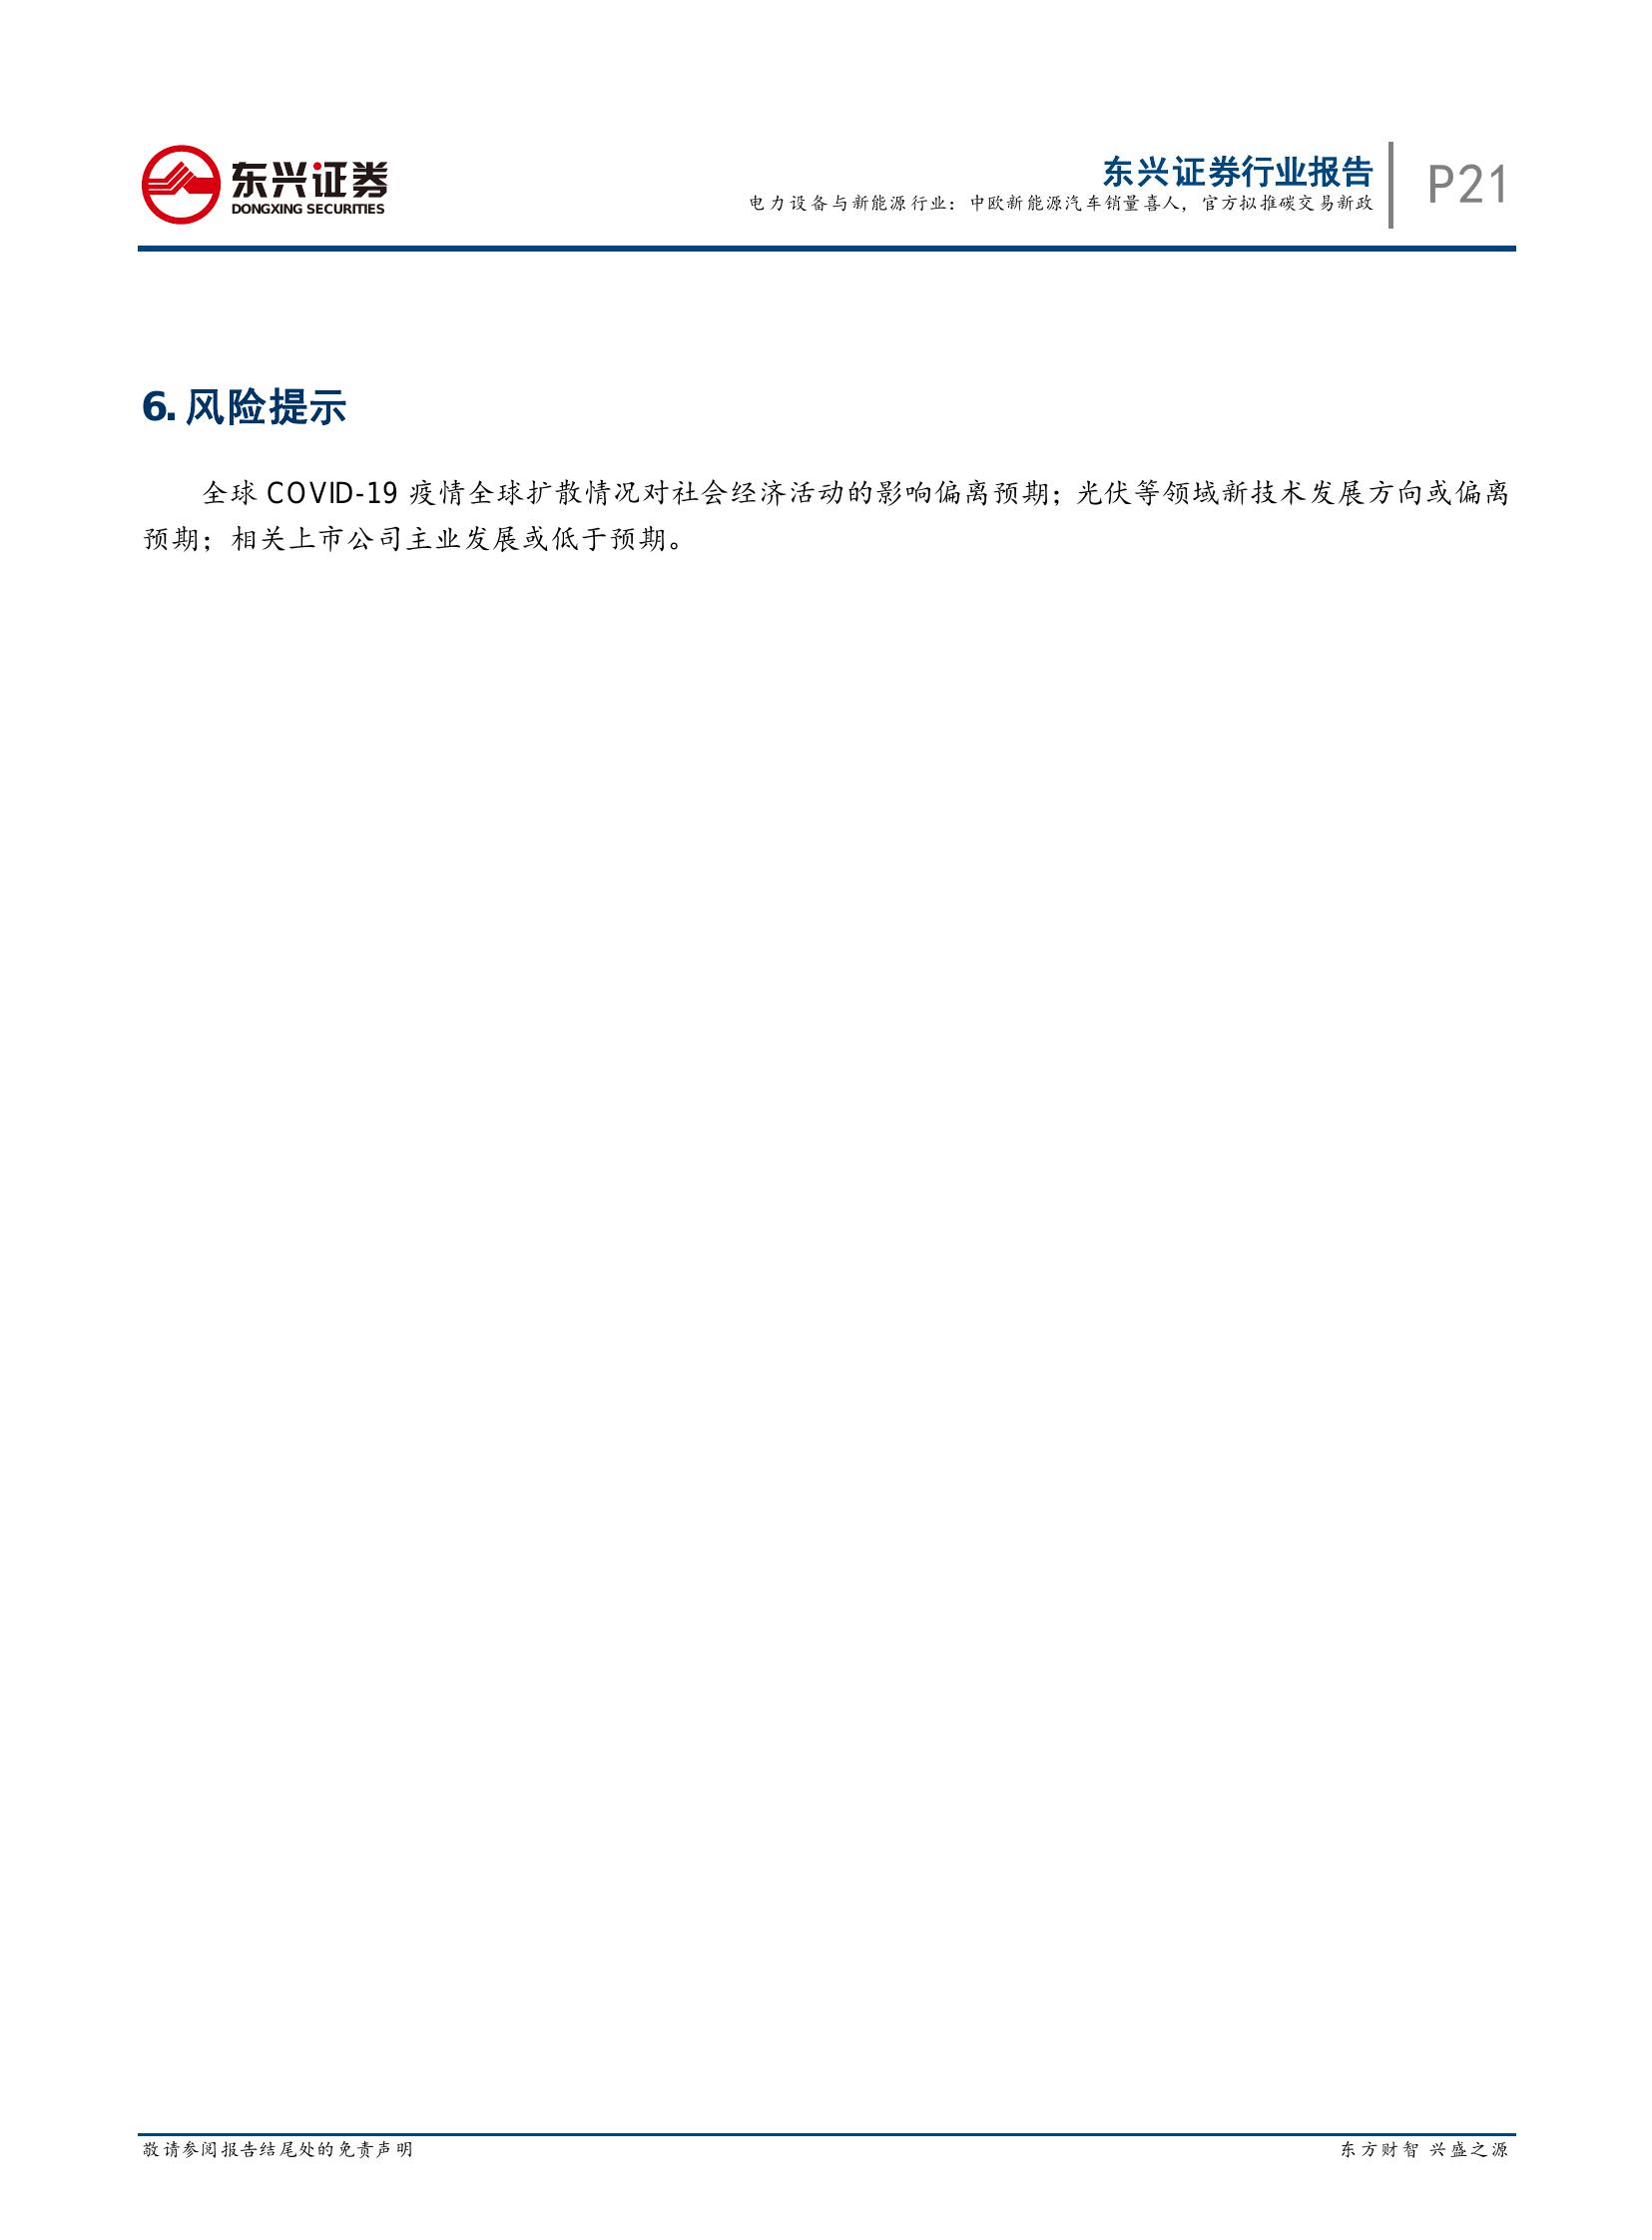 东兴证券
DONGXING SECURITIES
东兴证券行业报告
电力设备与新能源行业：中欧新能源汽车销量喜人，官方拟推碳交易新政
P21
6. 风险提示
全球 COVID-19 疫情全球扩散情况对社会经济活动的影响偏离预期；光伏等领域新技术发展方向或偏离
预期；相关上市公司主业发展或低于预期。
敬请参阅报告结尾处的免责声明
东方财智 兴盛之源